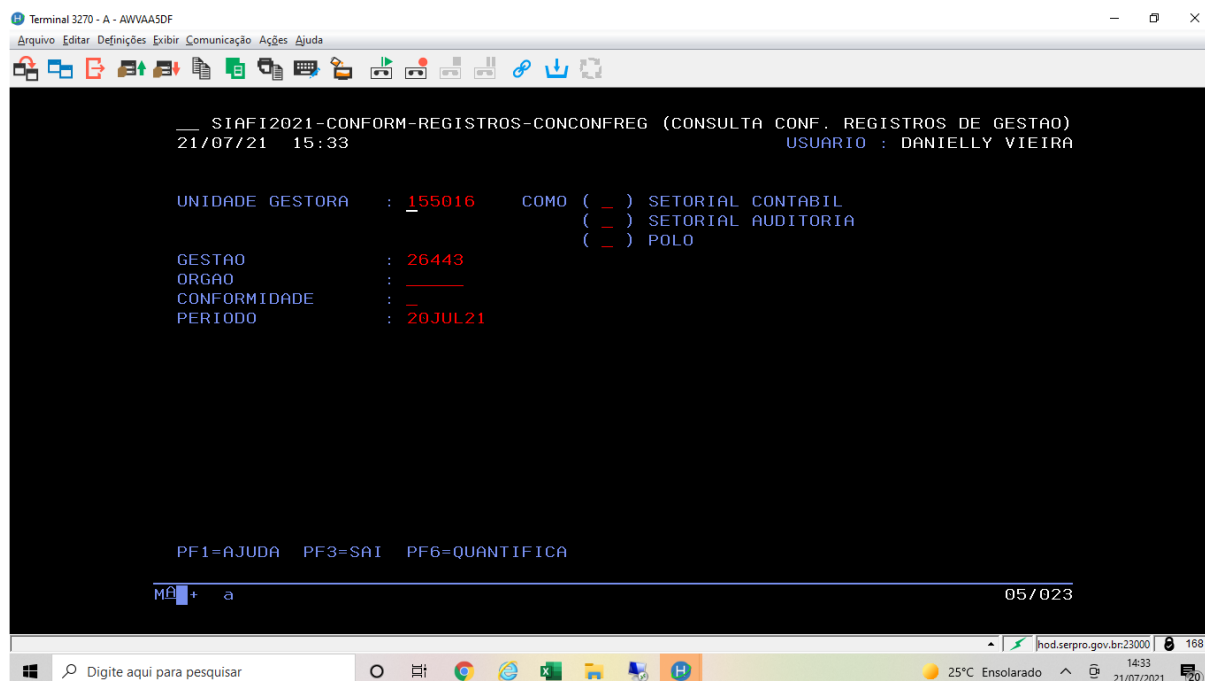 Terminal 3270 - A - AWVAA5DF
Arquivo Editar Definições Exibir Comunicação Ações Ajuda
__ SIAFI2021-CONFORM-REGISTROS-CONCONFREG (CONSULTA CONF. REGISTROS DE GESTAO)
21/07/21 15:33 USUARIO : DANIELLY VIEIRA
UNIDADE GESTORA : 155016 COMO ( _ ) SETORIAL CONTABIL
( _ ) SETORIAL AUDITORIA
( _ ) POLO
GESTAO : 26443
ORGAO : _____
CONFORMIDADE : _
PERIODO : 20JUL21
PF1=AJUDA PF3=SAI PF6=QUANTIFICA
MA + a 05/023
hod.serpro.gov.br:23000 168
Digite aqui para pesquisar 25°C Ensolarado 14:33
21/07/2021 20